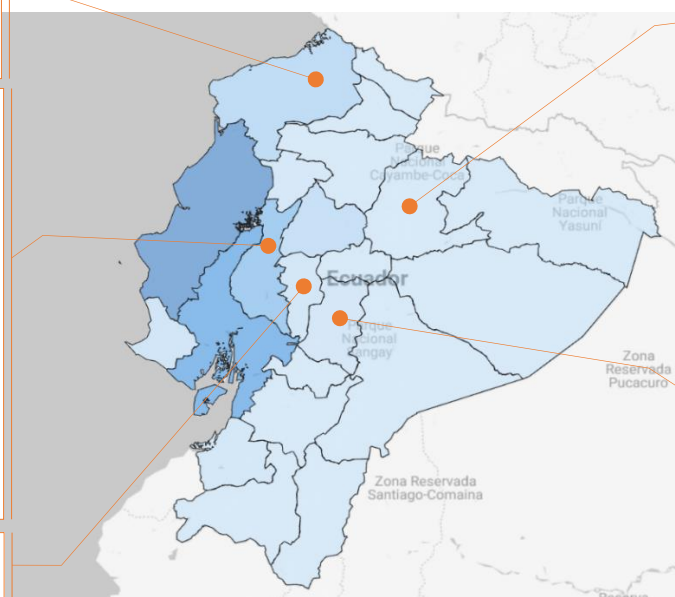 Parque
Nacional
Cayambe-Coca
Parque
Nacional
Yasuní
Ecuador
Parque
Nacional
Sangay
Zona
Reservada
Pucacuro
Zona Reservada
Santiago-Comaina